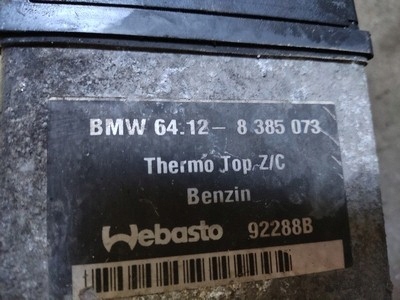 BMW 64.12 - 8 385 073
Thermo Top Z/C
Benzin
Webasto 92288B